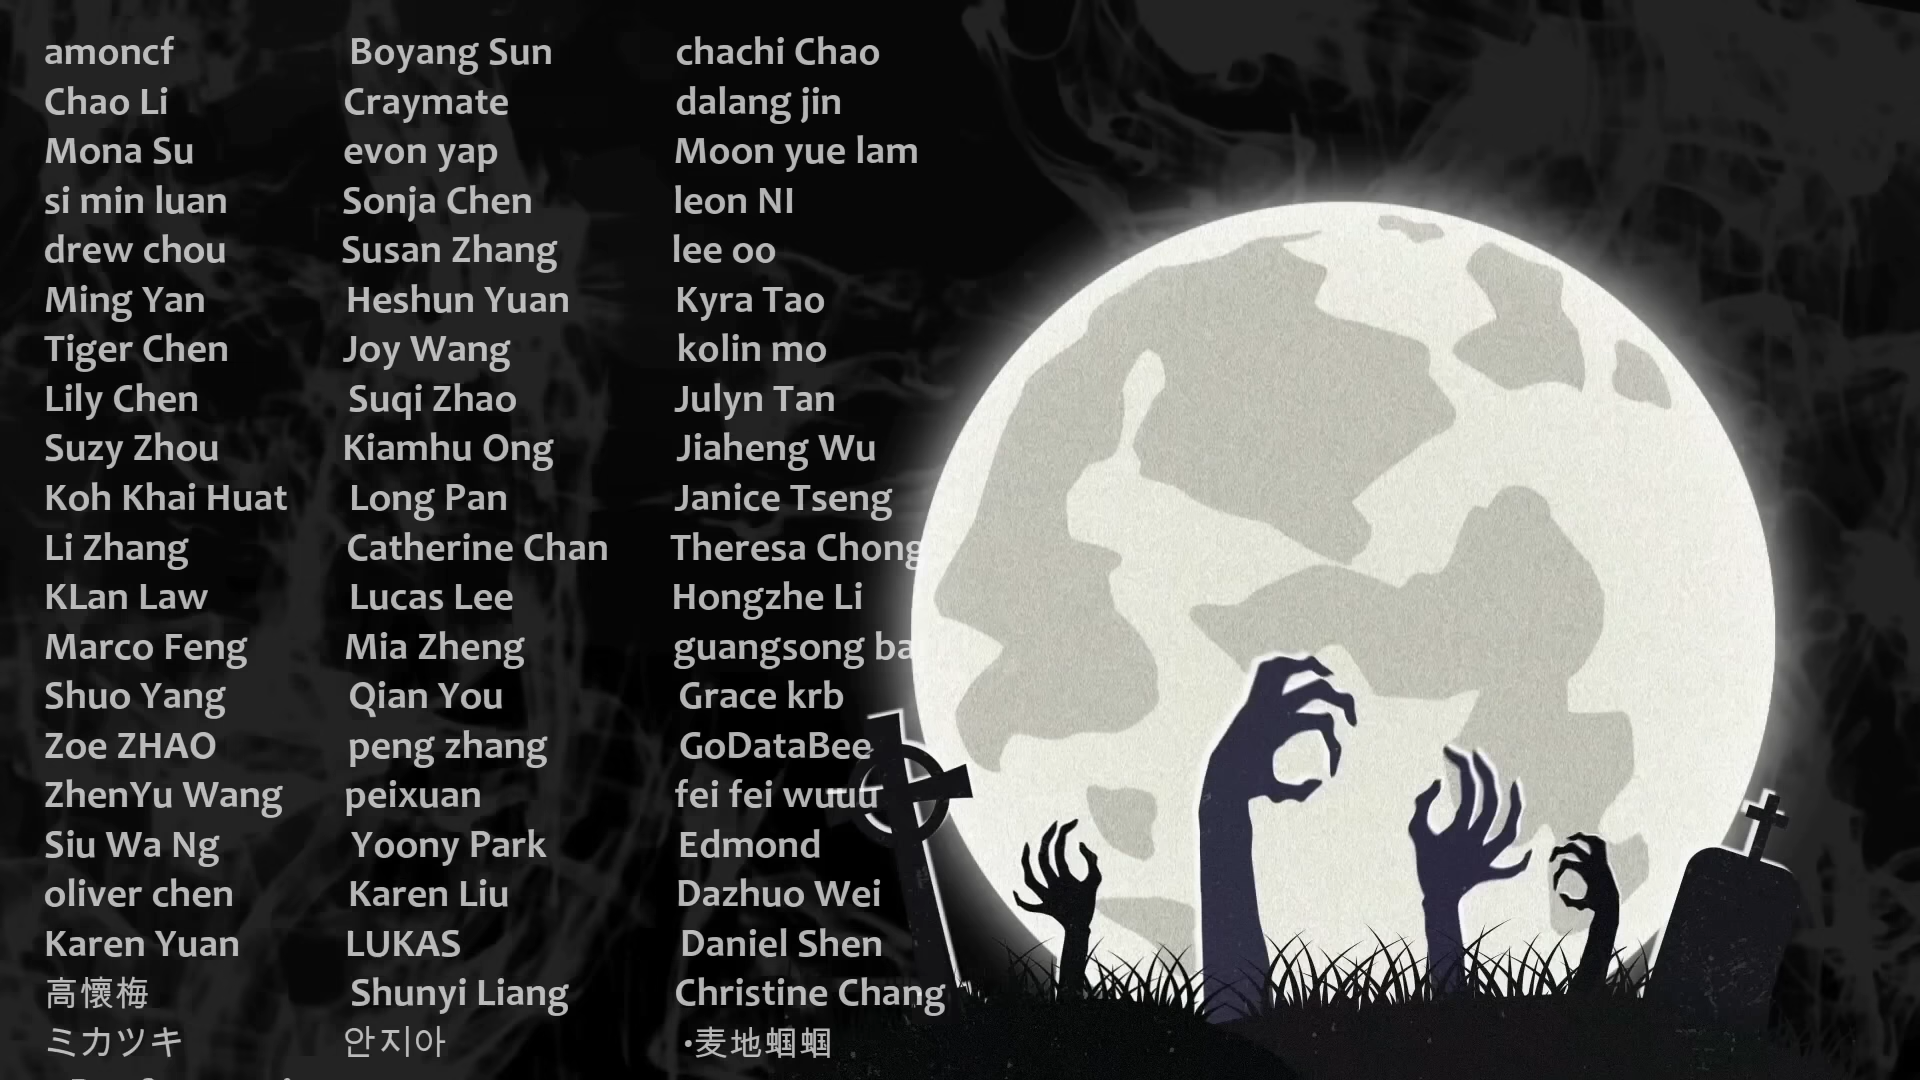 amoncf
Chao Li
Mona Su
si min luan
drew chou
Ming Yan
Tiger Chen
Lily Chen
Suzy Zhou
Koh Khai Huat
Li Zhang
KLan Law
Marco Feng
Shuo Yang
Zoe ZHAO
ZhenYu Wang
Siu Wa Ng
oliver chen
Karen Yuan
高懷梅
ミカツキ
Boyang Sun
Craymate
evon yap
Sonja Chen
Susan Zhang
Heshun Yuan
Joy Wang
Suqi Zhao
Kiamhu Ong
Long Pan
Catherine Chan
Lucas Lee
Mia Zheng
Qian You
peng zhang
peixuan
Yoony Park
Karen Liu
LUKAS
Shunyi Liang
안지아
chachi Chao
dalang jin
Moon yue lam
leon NI
lee oo
Kyra Tao
kolin mo
Julyn Tan
Jiaheng Wu
Janice Tseng
Theresa Chong
Hongzhe Li
guangsong
Grace krb
GoDataBee
fei fei wuuu
Edmond
Dazhuo Wei
Daniel Shen
Christine Chang
•麦地蝈蝈